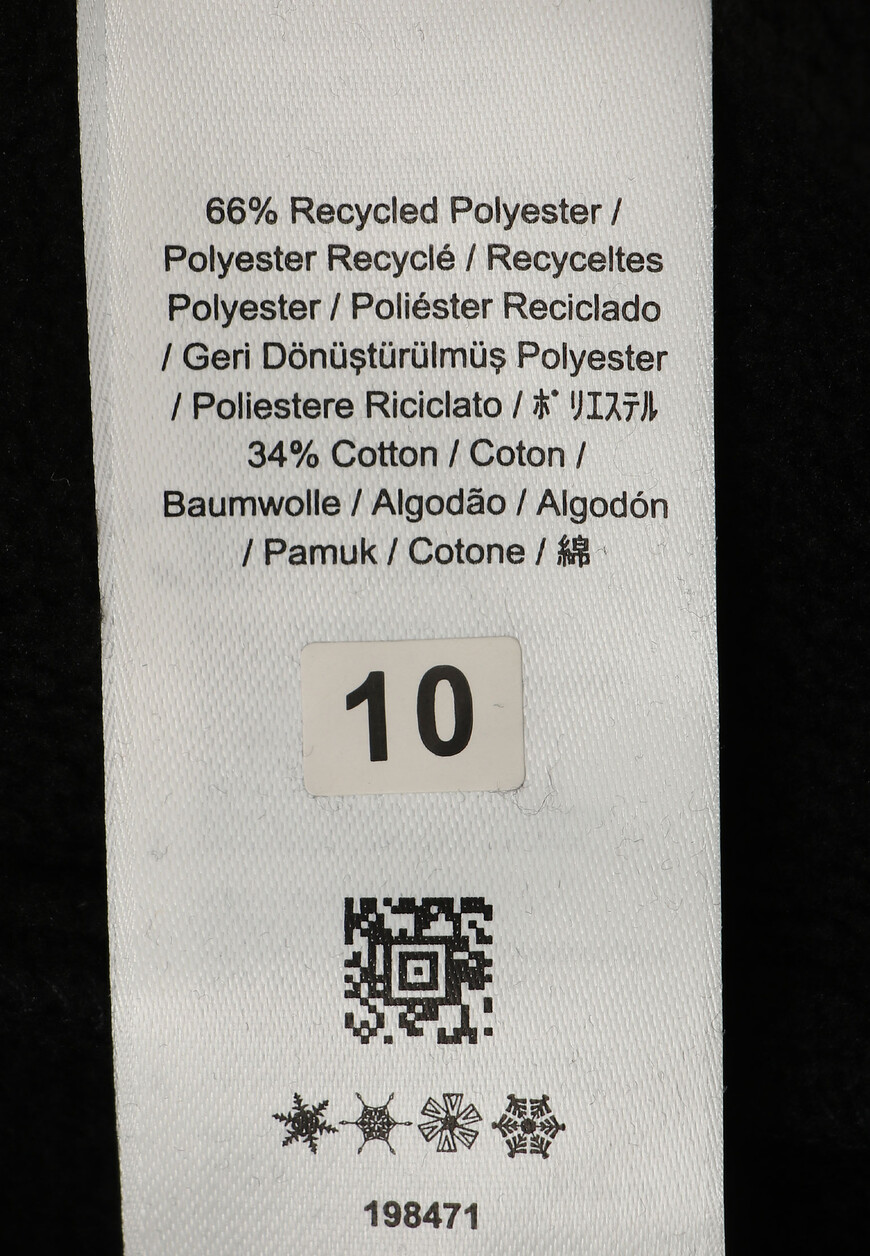 66% Recycled Polyester /
Polyester Recyclé / Recyceltes
Polyester / Poliéster Reciclado
/ Geri Dönüştürülmüş Polyester
/ Poliestere Riciclato / ﾎﾟﾘｴｽﾃﾙ
34% Cotton / Coton /
Baumwolle / Algodão / Algodón
/ Pamuk / Cotone / 綿
10
198471